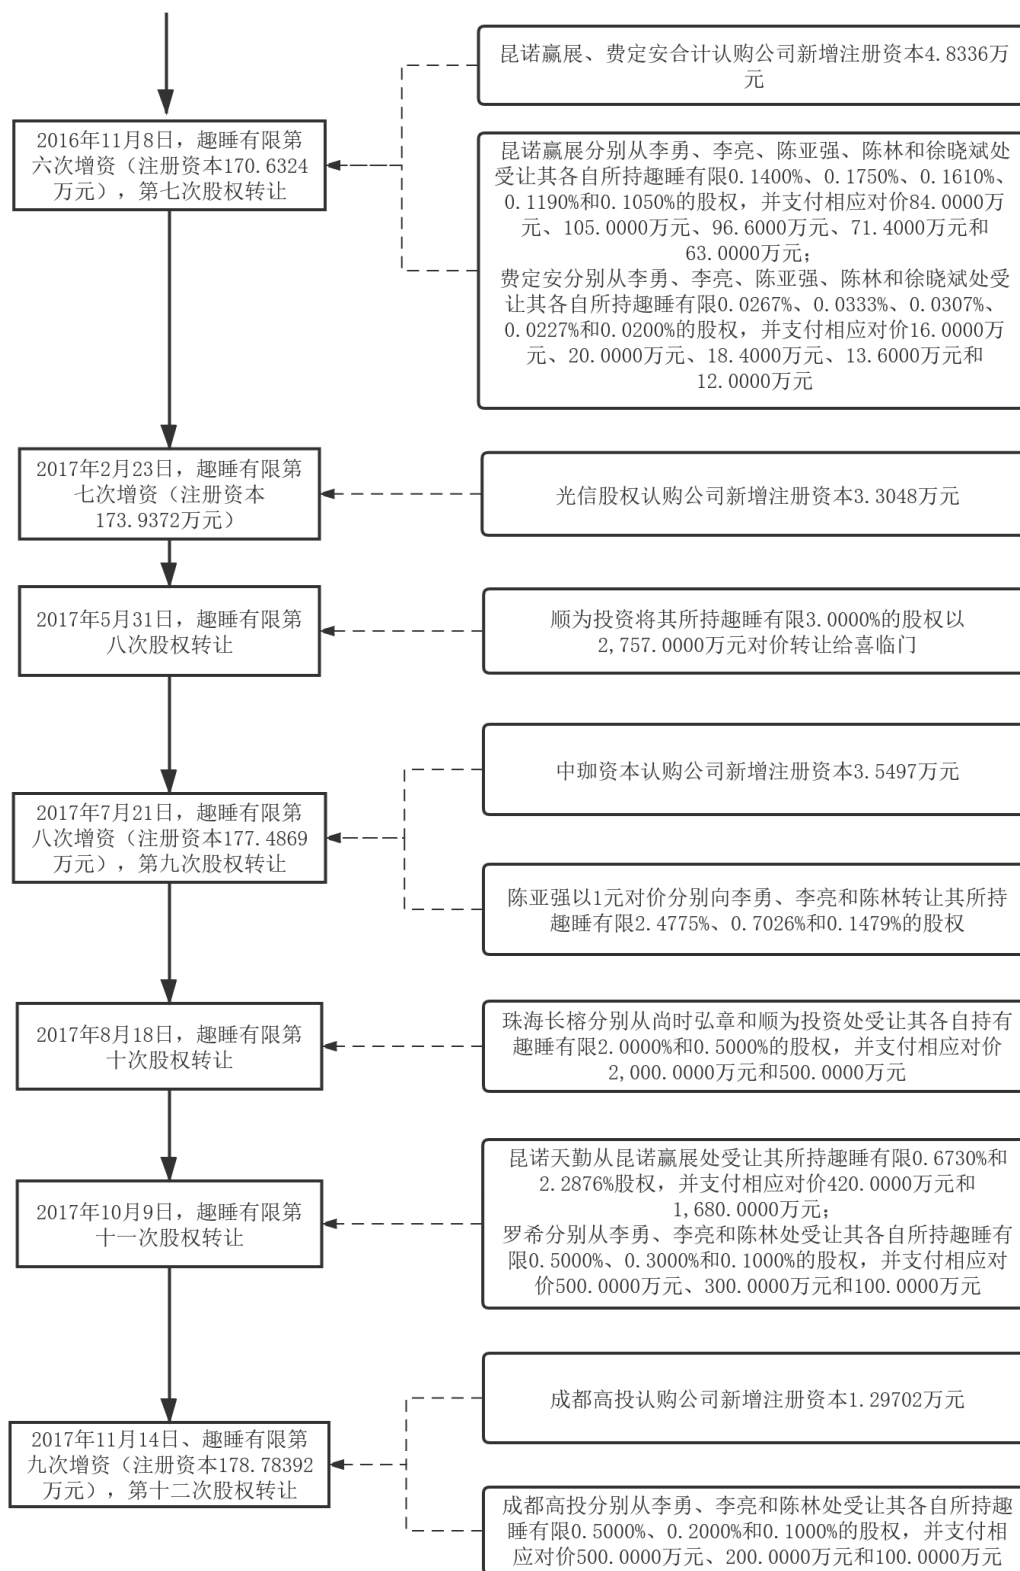 昆诺赢展、费定安合计认购公司新增注册资本4.8336万
元
2016年11月8日，趣睡有限第
六次增资（注册资本170.6324
万元），第七次股权转让
昆诺赢展分别从李勇、李亮、陈亚强、陈林和徐晓斌处
受让其各自所持趣睡有限0.1400%、0.1750%、0.1610%、
0.1190%和0.1050%的股权，并支付相应对价84.0000万
元、105.0000万元、96.6000万元、71.4000万元和
63.0000万元；
费定安分别从李勇、李亮、陈亚强、陈林和徐晓斌处受
让其各自所持趣睡有限0.0267%、0.0333%、0.0307%、
0.0227%和0.0200%的股权，并支付相应对价16.0000万
元、20.0000万元、18.4000万元、13.6000万元和
12.0000万元
2017年2月23日，趣睡有限第
七次增资（注册资本
173.9372万元）
光信股权认购公司新增注册资本3.3048万元
2017年5月31日，趣睡有限第
八次股权转让
顺为投资将其所持趣睡有限3.0000%的股权以
2,757.0000万元对价转让给喜临门
中珈资本认购公司新增注册资本3.5497万元
2017年7月21日，趣睡有限第
八次增资（注册资本177.4869
万元），第九次股权转让
陈亚强以1元对价分别向李勇、李亮和陈林转让其所持
趣睡有限2.4775%、0.7026%和0.1479%的股权
2017年8月18日，趣睡有限第
十次股权转让
珠海长榕分别从尚时弘章和顺为投资处受让其各自持有
趣睡有限2.0000%和0.5000%的股权，并支付相应对价
2,000.0000万元和500.0000万元
2017年10月9日，趣睡有限第
十一次股权转让
昆诺天勤从昆诺赢展处受让其所持趣睡有限0.6730%和
2.2876%股权，并支付相应对价420.0000万元和
1,680.0000万元；
罗希分别从李勇、李亮和陈林处受让其各自所持趣睡有
限0.5000%、0.3000%和0.1000%的股权，并支付相应对
价500.0000万元、300.0000万元和100.0000万元
成都高投认购公司新增注册资本1.29702万元
2017年11月14日、趣睡有限第
九次增资（注册资本178.78392
万元），第十二次股权转让
成都高投分别从李勇、李亮和陈林处受让其各自所持趣
睡有限0.5000%、0.2000%和0.1000%的股权，并支付相
应对价500.0000万元、200.0000万元和100.0000万元